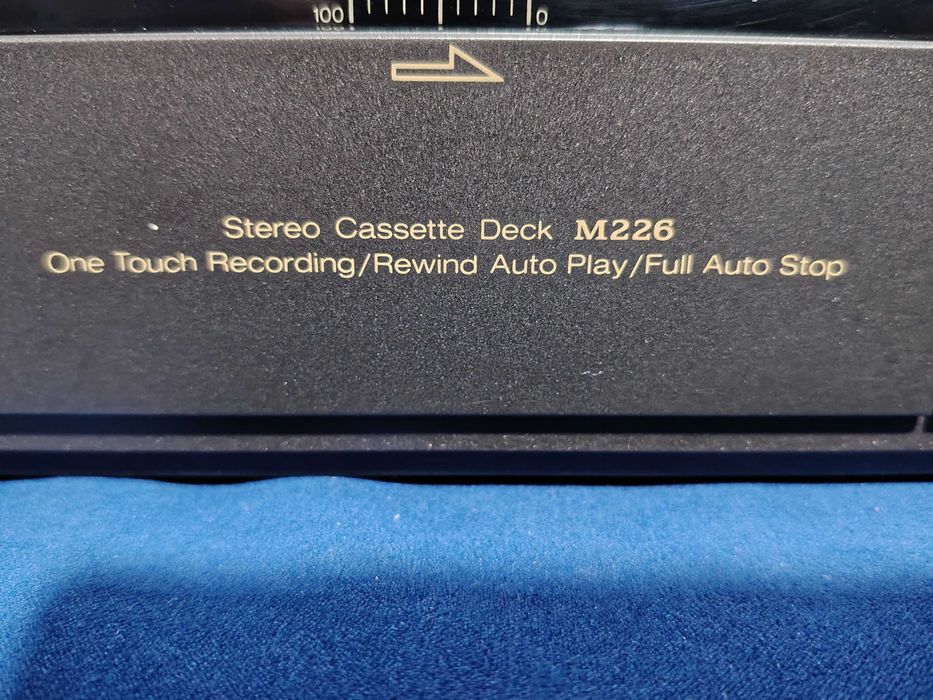 100 0
Stereo Cassette Deck M226
One Touch Recording/Rewind Auto Play/Full Auto Stop